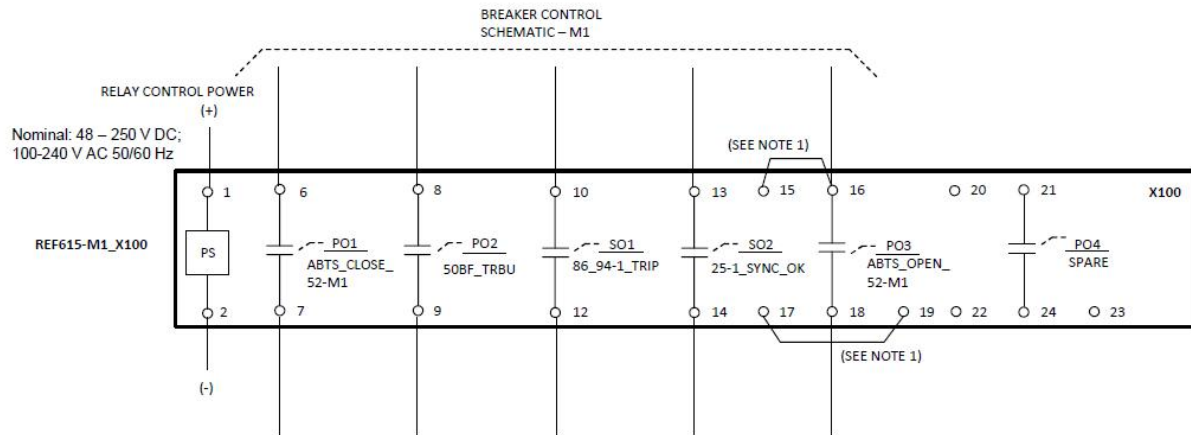 BREAKER CONTROL
SCHEMATIC – M1
RELAY CONTROL POWER
(+)
Nominal: 48 – 250 V DC;
100-240 V AC 50/60 Hz
(SEE NOTE 1)
1 6 8 10 13 15 16 20 21 X100
REF615-M1_X100
PS
PO1
ABTS_CLOSE_
52-M1
PO2
50BF_TRBU
SO1
86_94-1_TRIP
SO2
25-1_SYNC_OK
PO3
ABTS_OPEN_
52-M1
PO4
SPARE
2 7 9 12 14 17 18 19 22 24 23
(SEE NOTE 1)
(-)